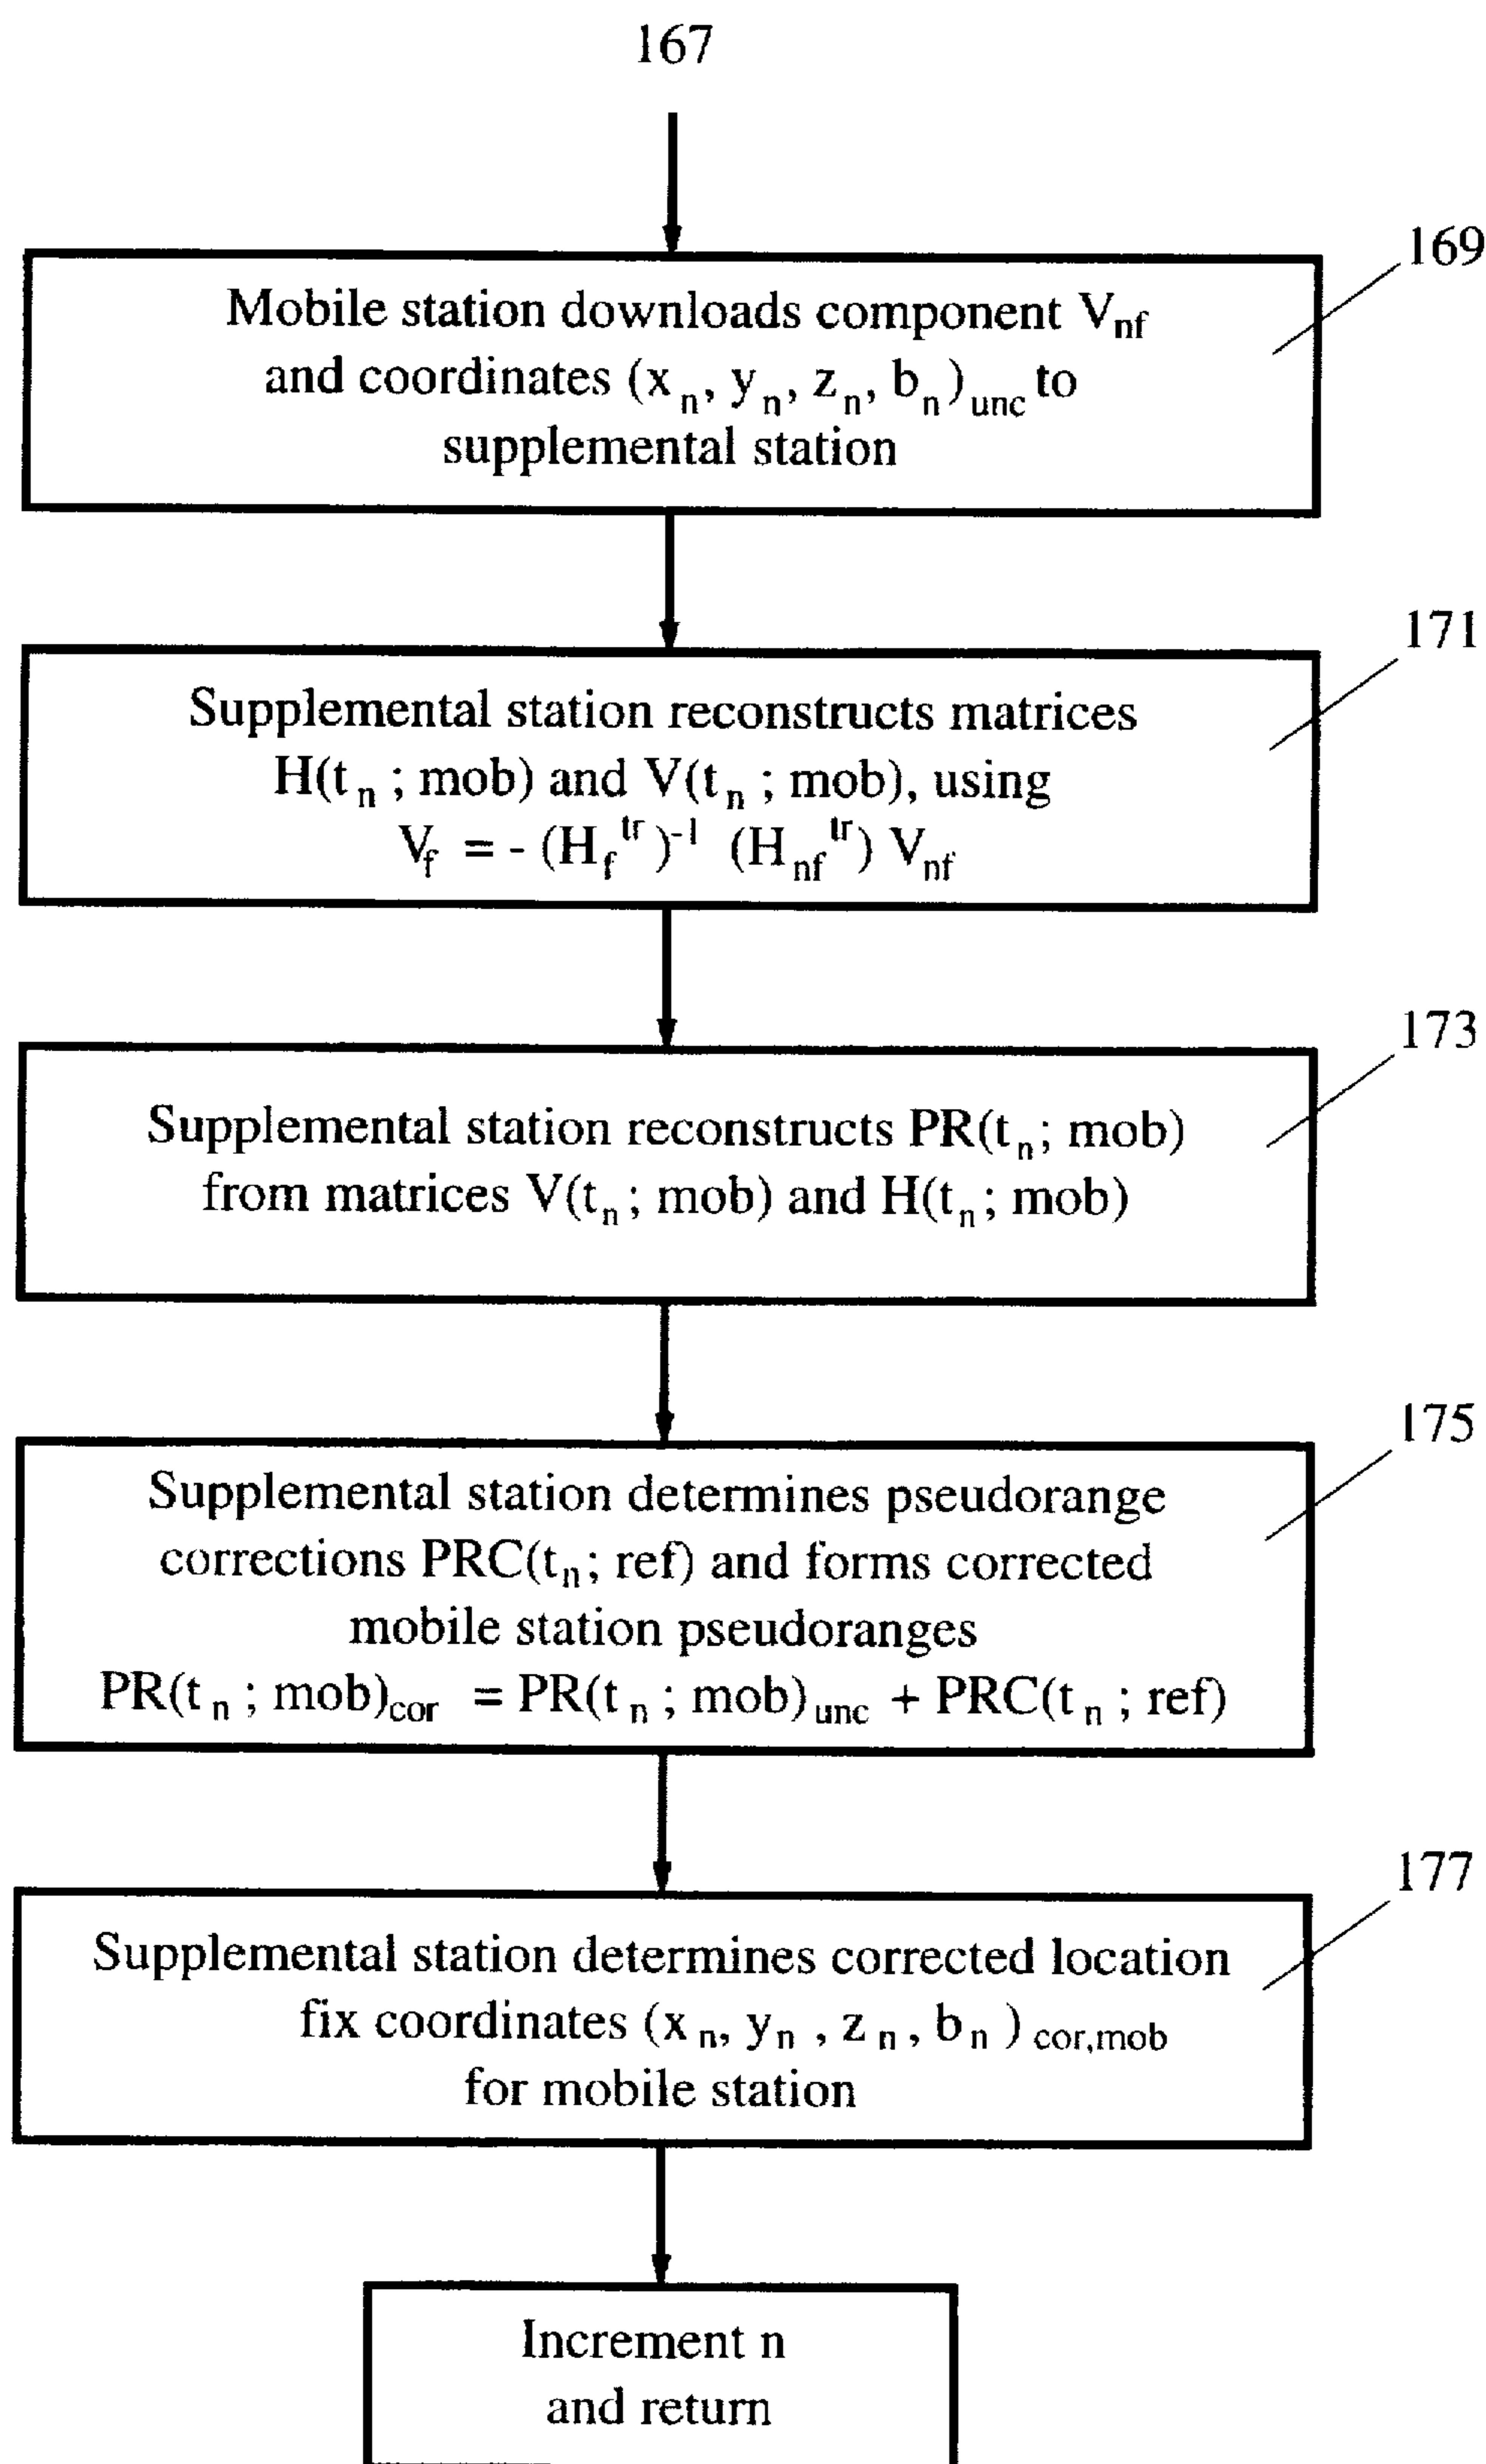 167
169
Mobile station downloads component V_nf
and coordinates (x_n, y_n, z_n, b_n)_unc to
supplemental station
171
Supplemental station reconstructs matrices
H(t_n ; mob) and V(t_n ; mob), using
V_f = - (H_f^tr)^-1 (H_nf^tr) V_nf
173
Supplemental station reconstructs PR(t_n; mob)
from matrices V(t_n; mob) and H(t_n; mob)
175
Supplemental station determines pseudorange
corrections PRC(t_n; ref) and forms corrected
mobile station pseudoranges
PR(t_n ; mob)_cor = PR(t_n ; mob)_unc + PRC(t_n ; ref)
177
Supplemental station determines corrected location
fix coordinates (x_n, y_n , z_n , b_n )_cor,mob
for mobile station
Increment n
and return